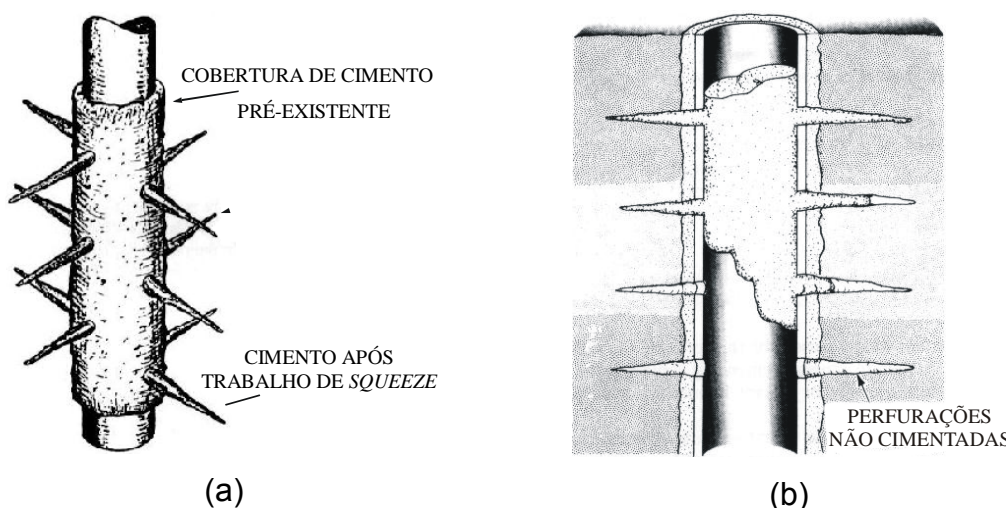 COBERTURA DE CIMENTO
PRÉ-EXISTENTE
CIMENTO APÓS
TRABALHO DE SQUEEZE
(a)
PERFURAÇÕES
NÃO CIMENTADAS
(b)